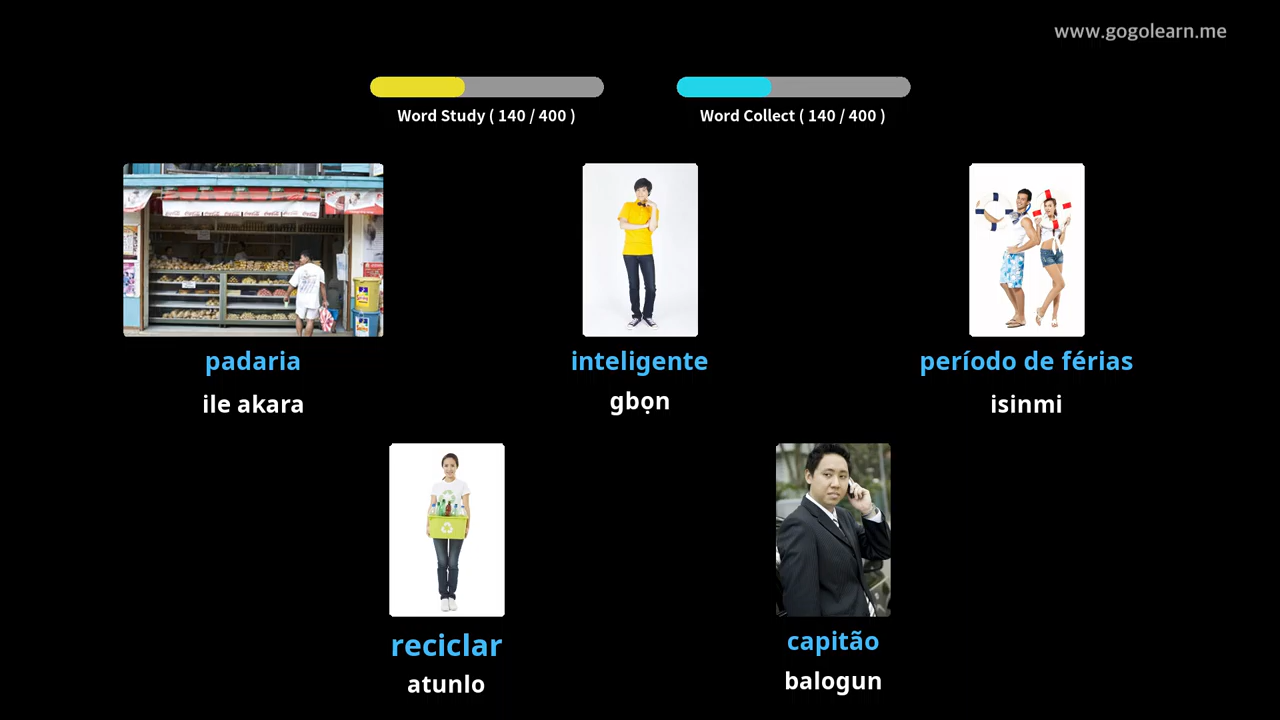 www.gogolearn.me
Word Study ( 140 / 400 )
Word Collect ( 140 / 400 )
padaria
inteligente
período de férias
ile akara
gbọn
isinmi
reciclar
capitão
atunlo
balogun